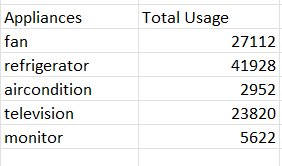 Appliances Total Usage
fan 27112
refrigerator 41928
aircondition 2952
television 23820
monitor 5622